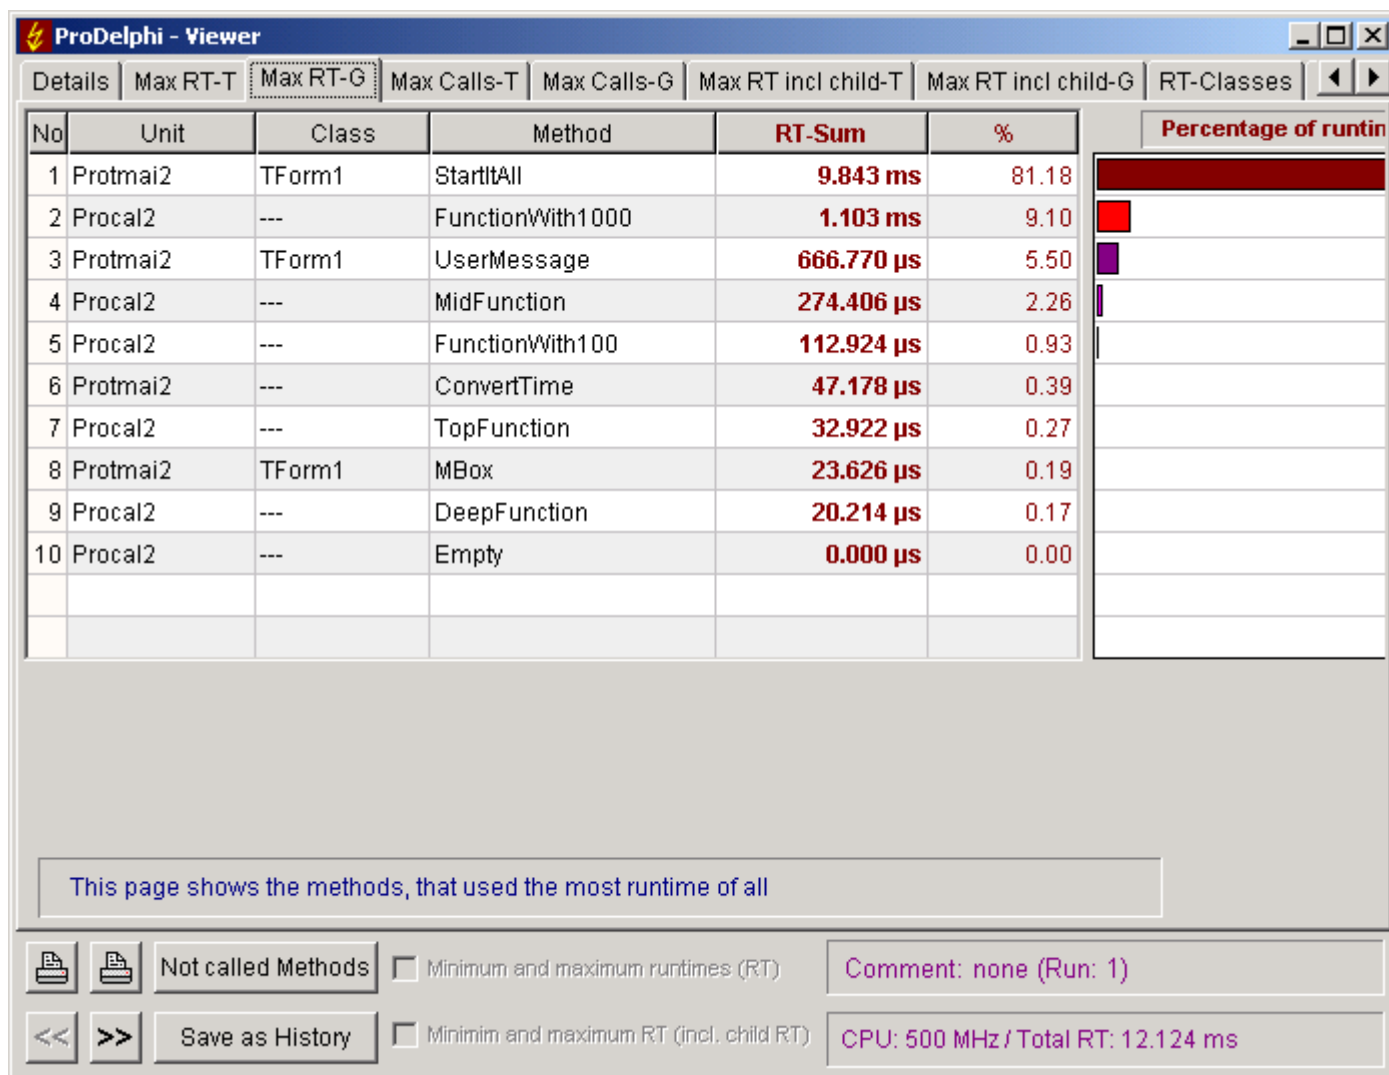 ProDelphi - Viewer
Details Max RT-T Max RT-G Max Calls-T Max Calls-G Max RT incl child-T Max RT incl child-G RT-Classes
No Unit Class Method RT-Sum % Percentage of runtin
1 Protmai2 TForm1 StartItAll 9.843 ms 81.18
2 Procal2 --- FunctionWith1000 1.103 ms 9.10
3 Protmai2 TForm1 UserMessage 666.770 µs 5.50
4 Procal2 --- MidFunction 274.406 µs 2.26
5 Procal2 --- FunctionWith100 112.924 µs 0.93
6 Protmai2 --- ConvertTime 47.178 µs 0.39
7 Procal2 --- TopFunction 32.922 µs 0.27
8 Protmai2 TForm1 MBox 23.626 µs 0.19
9 Procal2 --- DeepFunction 20.214 µs 0.17
10 Procal2 --- Empty 0.000 µs 0.00
This page shows the methods, that used the most runtime of all
Not called Methods Minimum and maximum runtimes (RT) Comment: none (Run: 1)
<< >> Save as History Minimim and maximum RT (incl. child RT) CPU: 500 MHz / Total RT: 12.124 ms